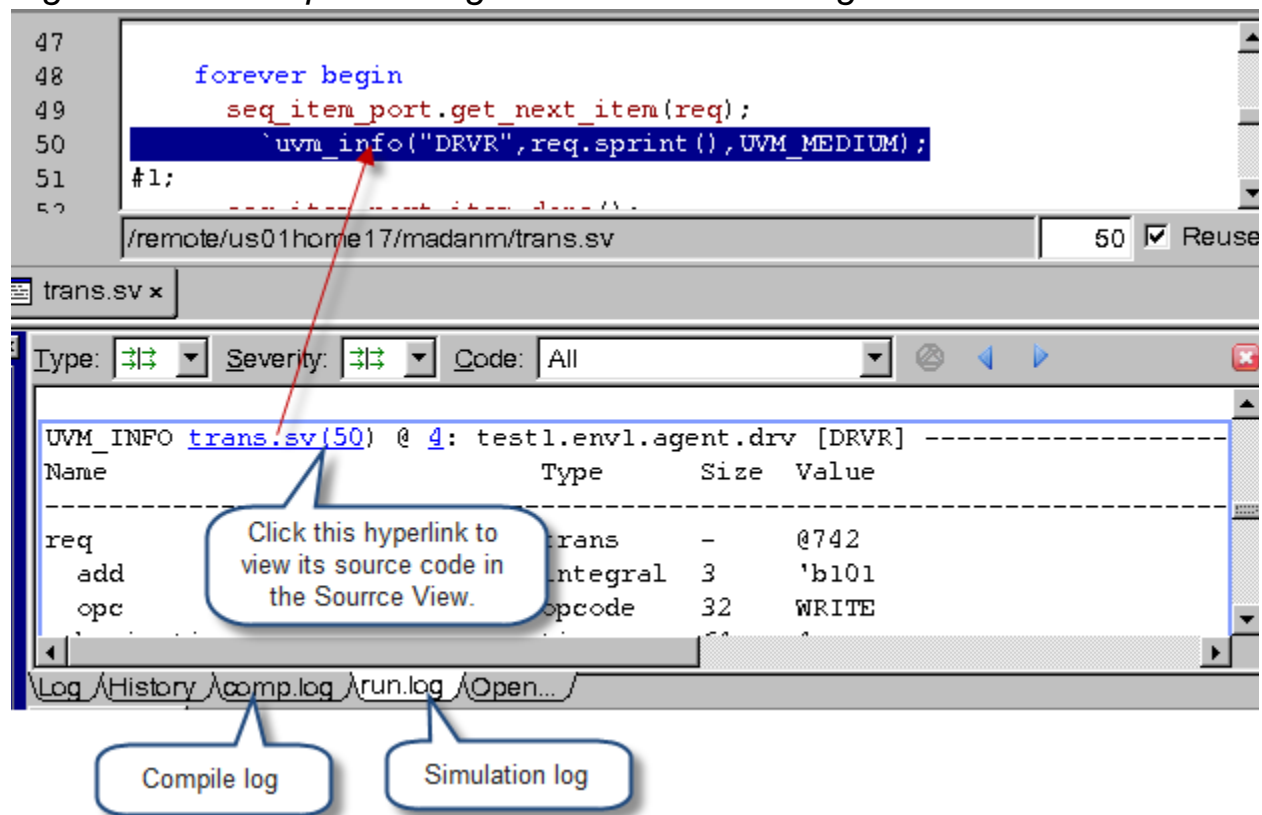 47
48 forever begin
49 seq_item_port.get_next_item(req);
50 `uvm_info("DRVR",req.sprint(),UVM_MEDIUM);
51 #1;
52
/remote/us01home17/madanm/trans.sv 50 Reuse
trans.sv ×
Type: Severity: Code: All
UVM_INFO trans.sv(50) @ 4: test1.env1.agent.drv [DRVR] -------------------
Name Type Size Value
req trans - @742
add integral 3 'b101
opc opcode 32 WRITE
Click this hyperlink to
view its source code in
the Sourrce View.
Log History comp.log run.log Open...
Compile log
Simulation log